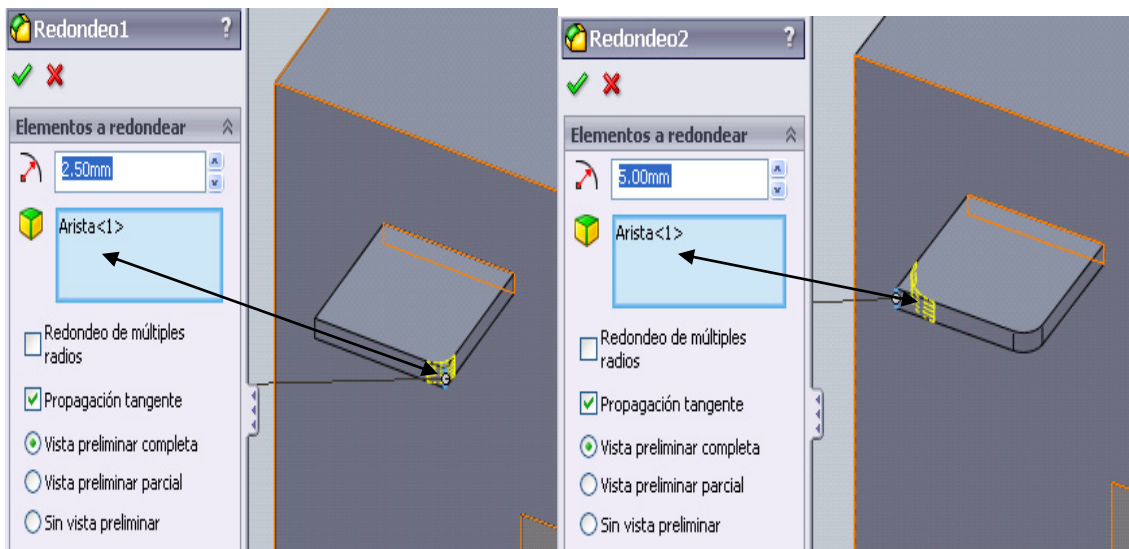 Redondeo1 ?
Elementos a redondear
2.50mm
Arista<1>
Redondeo de múltiples
radios
Propagación tangente
Vista preliminar completa
Vista preliminar parcial
Sin vista preliminar
Redondeo2 ?
Elementos a redondear
5.00mm
Arista<1>
Redondeo de múltiples
radios
Propagación tangente
Vista preliminar completa
Vista preliminar parcial
Sin vista preliminar